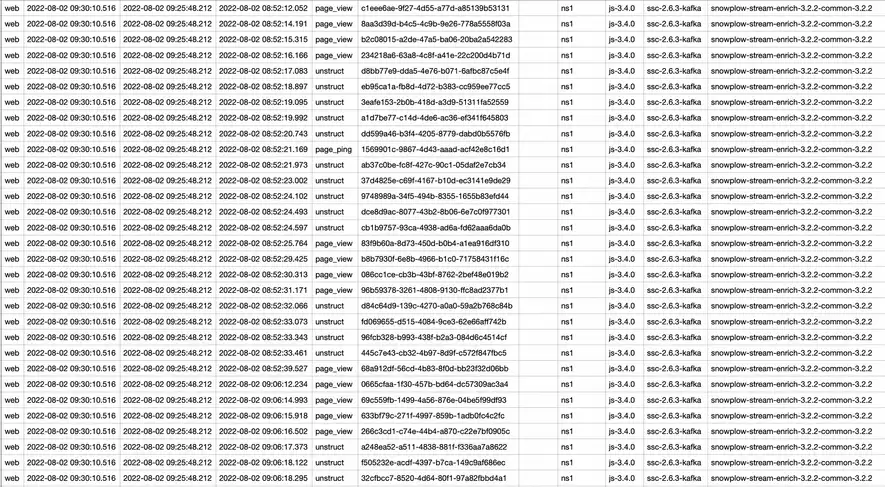 web 2022-08-02 09:30:10.516 2022-08-02 09:25:48.212 2022-08-02 08:52:12.052 page_view c1eee6ae-9f27-4d55-a77d-a85139b53131 ns1 js-3.4.0 ssc-2.6.3-kafka snowplow-stream-enrich-3.2.2-common-3.2.2
web 2022-08-02 09:30:10.516 2022-08-02 09:25:48.212 2022-08-02 08:52:14.191 page_view 8aa3d39d-b4c5-4c9b-9e26-778a5558f03a ns1 js-3.4.0 ssc-2.6.3-kafka snowplow-stream-enrich-3.2.2-common-3.2.2
web 2022-08-02 09:30:10.516 2022-08-02 09:25:48.212 2022-08-02 08:52:15.315 page_view b2c08015-a2de-47a5-ba06-20ba2a542283 ns1 js-3.4.0 ssc-2.6.3-kafka snowplow-stream-enrich-3.2.2-common-3.2.2
web 2022-08-02 09:30:10.516 2022-08-02 09:25:48.212 2022-08-02 08:52:16.166 page_view 234218a6-63a8-4c8f-a41e-22c200d4b71d ns1 js-3.4.0 ssc-2.6.3-kafka snowplow-stream-enrich-3.2.2-common-3.2.2
web 2022-08-02 09:30:10.516 2022-08-02 09:25:48.212 2022-08-02 08:52:17.083 unstruct d8bb77e9-dda5-4e76-b071-6afbc87c5e4f ns1 js-3.4.0 ssc-2.6.3-kafka snowplow-stream-enrich-3.2.2-common-3.2.2
web 2022-08-02 09:30:10.516 2022-08-02 09:25:48.212 2022-08-02 08:52:18.897 unstruct eb95ca1a-fb8d-4d72-b383-cc959ee77cc5 ns1 js-3.4.0 ssc-2.6.3-kafka snowplow-stream-enrich-3.2.2-common-3.2.2
web 2022-08-02 09:30:10.516 2022-08-02 09:25:48.212 2022-08-02 08:52:19.095 unstruct 3eafe153-2b0b-418d-a3d9-51311fa52559 ns1 js-3.4.0 ssc-2.6.3-kafka snowplow-stream-enrich-3.2.2-common-3.2.2
web 2022-08-02 09:30:10.516 2022-08-02 09:25:48.212 2022-08-02 08:52:19.992 unstruct a1d7be77-c14d-4de6-ac36-ef341f645803 ns1 js-3.4.0 ssc-2.6.3-kafka snowplow-stream-enrich-3.2.2-common-3.2.2
web 2022-08-02 09:30:10.516 2022-08-02 09:25:48.212 2022-08-02 08:52:20.743 unstruct dd599a46-b3f4-4205-8779-dabd0b5576fb ns1 js-3.4.0 ssc-2.6.3-kafka snowplow-stream-enrich-3.2.2-common-3.2.2
web 2022-08-02 09:30:10.516 2022-08-02 09:25:48.212 2022-08-02 08:52:21.169 page_ping 1569901c-9867-4d43-aaad-acf42e8c16d1 ns1 js-3.4.0 ssc-2.6.3-kafka snowplow-stream-enrich-3.2.2-common-3.2.2
web 2022-08-02 09:30:10.516 2022-08-02 09:25:48.212 2022-08-02 08:52:21.973 unstruct ab37c0be-fc8f-427c-90c1-05daf2e7cb34 ns1 js-3.4.0 ssc-2.6.3-kafka snowplow-stream-enrich-3.2.2-common-3.2.2
web 2022-08-02 09:30:10.516 2022-08-02 09:25:48.212 2022-08-02 08:52:23.002 unstruct 37d4825e-c69f-4167-b10d-ec3141e9de29 ns1 js-3.4.0 ssc-2.6.3-kafka snowplow-stream-enrich-3.2.2-common-3.2.2
web 2022-08-02 09:30:10.516 2022-08-02 09:25:48.212 2022-08-02 08:52:24.102 unstruct 9748989a-34f5-494b-8355-1655b83efd44 ns1 js-3.4.0 ssc-2.6.3-kafka snowplow-stream-enrich-3.2.2-common-3.2.2
web 2022-08-02 09:30:10.516 2022-08-02 09:25:48.212 2022-08-02 08:52:24.493 unstruct dce8d9ac-8077-43b2-8b06-6e7c0f977301 ns1 js-3.4.0 ssc-2.6.3-kafka snowplow-stream-enrich-3.2.2-common-3.2.2
web 2022-08-02 09:30:10.516 2022-08-02 09:25:48.212 2022-08-02 08:52:24.597 unstruct cb1b9757-93ca-4938-ad6a-fd62aaa6da0b ns1 js-3.4.0 ssc-2.6.3-kafka snowplow-stream-enrich-3.2.2-common-3.2.2
web 2022-08-02 09:30:10.516 2022-08-02 09:25:48.212 2022-08-02 08:52:25.764 page_view 83f9b60a-8d73-450d-b0b4-a1ea916df310 ns1 js-3.4.0 ssc-2.6.3-kafka snowplow-stream-enrich-3.2.2-common-3.2.2
web 2022-08-02 09:30:10.516 2022-08-02 09:25:48.212 2022-08-02 08:52:29.425 page_view b8b7930f-6e8b-4966-b1c0-71758431f16c ns1 js-3.4.0 ssc-2.6.3-kafka snowplow-stream-enrich-3.2.2-common-3.2.2
web 2022-08-02 09:30:10.516 2022-08-02 09:25:48.212 2022-08-02 08:52:30.313 page_view 086cc1ce-cb3b-43bf-8762-2bef48e019b2 ns1 js-3.4.0 ssc-2.6.3-kafka snowplow-stream-enrich-3.2.2-common-3.2.2
web 2022-08-02 09:30:10.516 2022-08-02 09:25:48.212 2022-08-02 08:52:31.171 page_view 96b59378-3261-4808-9130-ffc8ad2377b1 ns1 js-3.4.0 ssc-2.6.3-kafka snowplow-stream-enrich-3.2.2-common-3.2.2
web 2022-08-02 09:30:10.516 2022-08-02 09:25:48.212 2022-08-02 08:52:32.066 unstruct d84c64d9-139c-4270-a0a0-59a2b768c84b ns1 js-3.4.0 ssc-2.6.3-kafka snowplow-stream-enrich-3.2.2-common-3.2.2
web 2022-08-02 09:30:10.516 2022-08-02 09:25:48.212 2022-08-02 08:52:33.073 unstruct fd069655-d515-4084-9ce3-62e66aff742b ns1 js-3.4.0 ssc-2.6.3-kafka snowplow-stream-enrich-3.2.2-common-3.2.2
web 2022-08-02 09:30:10.516 2022-08-02 09:25:48.212 2022-08-02 08:52:33.343 unstruct 96fcb328-b993-438f-b2a3-084d6c4514cf ns1 js-3.4.0 ssc-2.6.3-kafka snowplow-stream-enrich-3.2.2-common-3.2.2
web 2022-08-02 09:30:10.516 2022-08-02 09:25:48.212 2022-08-02 08:52:33.461 unstruct 445c7e43-cb32-4b97-8d9f-c572f847fbc5 ns1 js-3.4.0 ssc-2.6.3-kafka snowplow-stream-enrich-3.2.2-common-3.2.2
web 2022-08-02 09:30:10.516 2022-08-02 09:25:48.212 2022-08-02 08:52:39.527 page_view 68a912df-56cd-4b83-8f0d-bb23f32d06bb ns1 js-3.4.0 ssc-2.6.3-kafka snowplow-stream-enrich-3.2.2-common-3.2.2
web 2022-08-02 09:30:10.516 2022-08-02 09:25:48.212 2022-08-02 09:06:12.234 page_view 0665cfaa-1f30-457b-bd64-dc57309ac3a4 ns1 js-3.4.0 ssc-2.6.3-kafka snowplow-stream-enrich-3.2.2-common-3.2.2
web 2022-08-02 09:30:10.516 2022-08-02 09:25:48.212 2022-08-02 09:06:14.993 page_view 69c559fb-1499-4a56-876e-04be5f99df93 ns1 js-3.4.0 ssc-2.6.3-kafka snowplow-stream-enrich-3.2.2-common-3.2.2
web 2022-08-02 09:30:10.516 2022-08-02 09:25:48.212 2022-08-02 09:06:15.918 page_view 633bf79c-271f-4997-859b-1adb0fc4c2fc ns1 js-3.4.0 ssc-2.6.3-kafka snowplow-stream-enrich-3.2.2-common-3.2.2
web 2022-08-02 09:30:10.516 2022-08-02 09:25:48.212 2022-08-02 09:06:16.502 page_view 266c3cd1-c74e-44b4-a870-c22e7bf0905c ns1 js-3.4.0 ssc-2.6.3-kafka snowplow-stream-enrich-3.2.2-common-3.2.2
web 2022-08-02 09:30:10.516 2022-08-02 09:25:48.212 2022-08-02 09:06:17.373 unstruct a248ea52-a511-4838-881f-f336aa7a8622 ns1 js-3.4.0 ssc-2.6.3-kafka snowplow-stream-enrich-3.2.2-common-3.2.2
web 2022-08-02 09:30:10.516 2022-08-02 09:25:48.212 2022-08-02 09:06:18.122 unstruct f505232e-acdf-4397-b7ca-149c9af686ec ns1 js-3.4.0 ssc-2.6.3-kafka snowplow-stream-enrich-3.2.2-common-3.2.2
web 2022-08-02 09:30:10.516 2022-08-02 09:25:48.212 2022-08-02 09:06:18.295 unstruct 32cfbcc7-8520-4d64-80f1-97a82fbbd4a1 ns1 js-3.4.0 ssc-2.6.3-kafka snowplow-stream-enrich-3.2.2-common-3.2.2